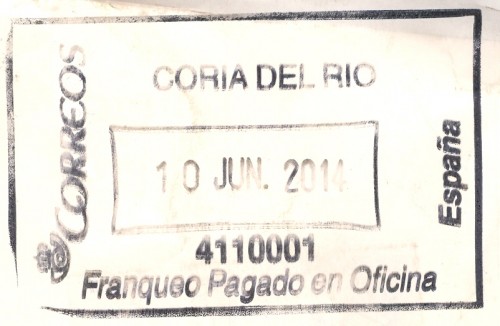 CORREOS
CORIA DEL RIO
10 JUN. 2014
4110001
Franqueo Pagado en Oficina
España